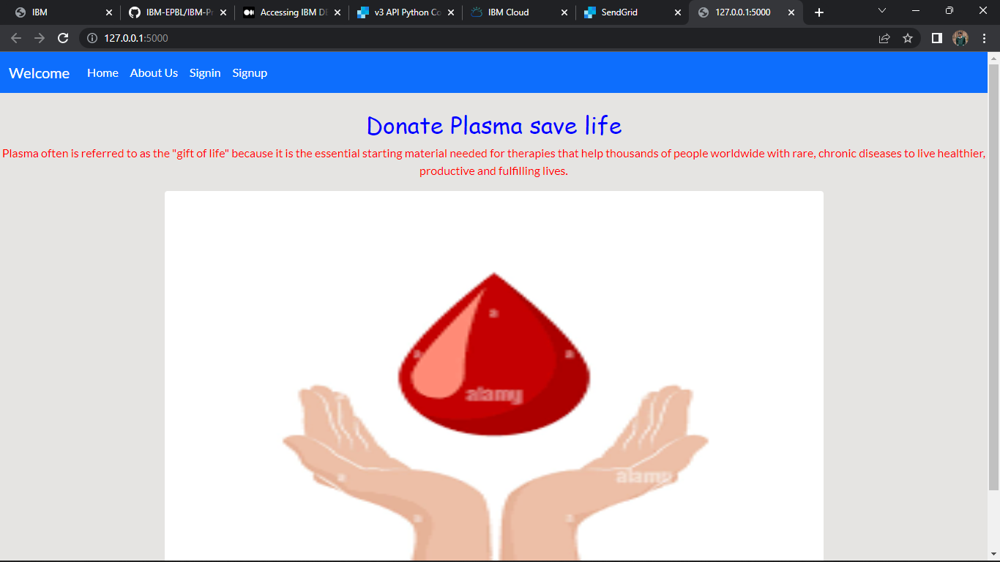 IBM
IBM-EPBL/IBM-Pr
Accessing IBM DB
v3 API Python Co
IBM Cloud
SendGrid
127.0.0.1:5000
127.0.0.1:5000
Welcome Home About Us Signin Signup
Donate Plasma save life
Plasma often is referred to as the "gift of life" because it is the essential starting material needed for therapies that help thousands of people worldwide with rare, chronic diseases to live healthier,
productive and fulfilling lives.
a
a a
alamy
alamy
a
a a